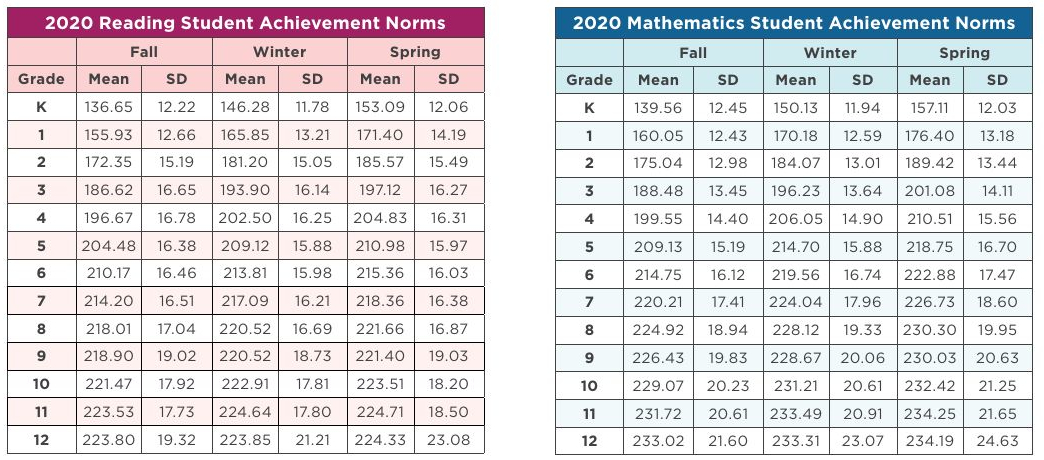 2020 Reading Student Achievement Norms
Fall Winter Spring
Grade Mean SD Mean SD Mean SD
K 136.65 12.22 146.28 11.78 153.09 12.06
1 155.93 12.66 165.85 13.21 171.40 14.19
2 172.35 15.19 181.20 15.05 185.57 15.49
3 186.62 16.65 193.90 16.14 197.12 16.27
4 196.67 16.78 202.50 16.25 204.83 16.31
5 204.48 16.38 209.12 15.88 210.98 15.97
6 210.17 16.46 213.81 15.98 215.36 16.03
7 214.20 16.51 217.09 16.21 218.36 16.38
8 218.01 17.04 220.52 16.69 221.66 16.87
9 218.90 19.02 220.52 18.73 221.40 19.03
10 221.47 17.92 222.91 17.81 223.51 18.20
11 223.53 17.73 224.64 17.80 224.71 18.50
12 223.80 19.32 223.85 21.21 224.33 23.08
2020 Mathematics Student Achievement Norms
Fall Winter Spring
Grade Mean SD Mean SD Mean SD
K 139.56 12.45 150.13 11.94 157.11 12.03
1 160.05 12.43 170.18 12.59 176.40 13.18
2 175.04 12.98 184.07 13.01 189.42 13.44
3 188.48 13.45 196.23 13.64 201.08 14.11
4 199.55 14.40 206.05 14.90 210.51 15.56
5 209.13 15.19 214.70 15.88 218.75 16.70
6 214.75 16.12 219.56 16.74 222.88 17.47
7 220.21 17.41 224.04 17.96 226.73 18.60
8 224.92 18.94 228.12 19.33 230.30 19.95
9 226.43 19.83 228.67 20.06 230.03 20.63
10 229.07 20.23 231.21 20.61 232.42 21.25
11 231.72 20.61 233.49 20.91 234.25 21.65
12 233.02 21.60 233.31 23.07 234.19 24.63